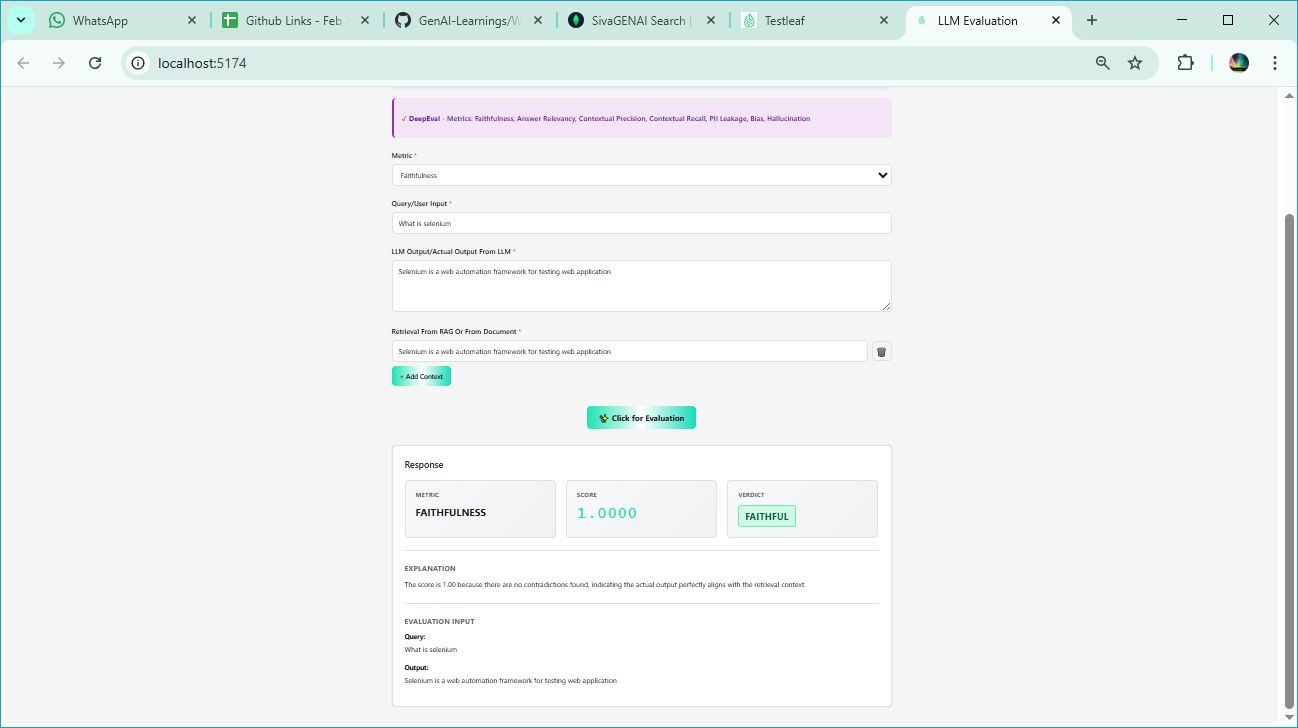 WhatsApp
Github Links - Feb
GenAI-Learnings/W
SivaGENAI Search |
Testleaf
LLM Evaluation
localhost:5174
✓ DeepEval - Metrics: Faithfulness, Answer Relevancy, Contextual Precision, Contextual Recall, PII Leakage, Bias, Hallucination
Metric *
Faithfulness
Query/User Input *
What is selenium
LLM Output/Actual Output From LLM *
Selenium is a web automation framework for testing web application
Retrieval From RAG Or From Document *
Selenium is a web automation framework for testing web application
+ Add Context
Click for Evaluation
Response
METRIC
FAITHFULNESS
SCORE
1.0000
VERDICT
FAITHFUL
EXPLANATION
The score is 1.00 because there are no contradictions found, indicating the actual output perfectly aligns with the retrieval context.
EVALUATION INPUT
Query:
What is selenium
Output:
Selenium is a web automation framework for testing web application